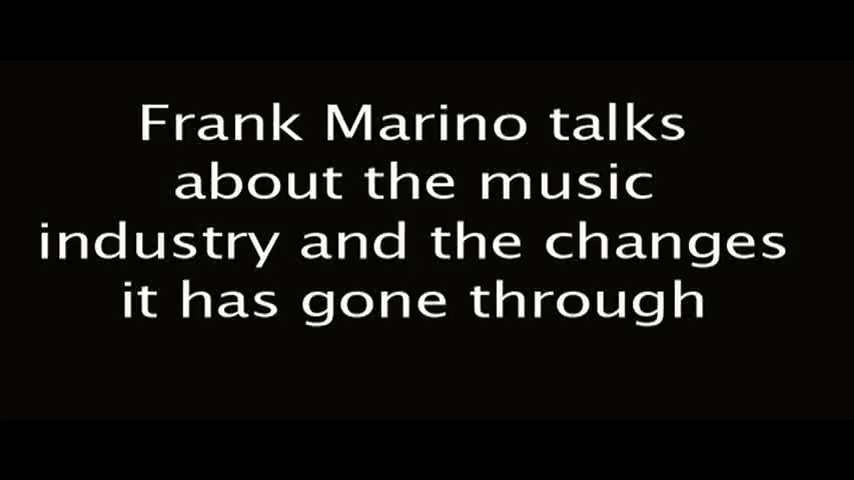 Frank Marino talks
about the music
industry and the changes
it has gone through